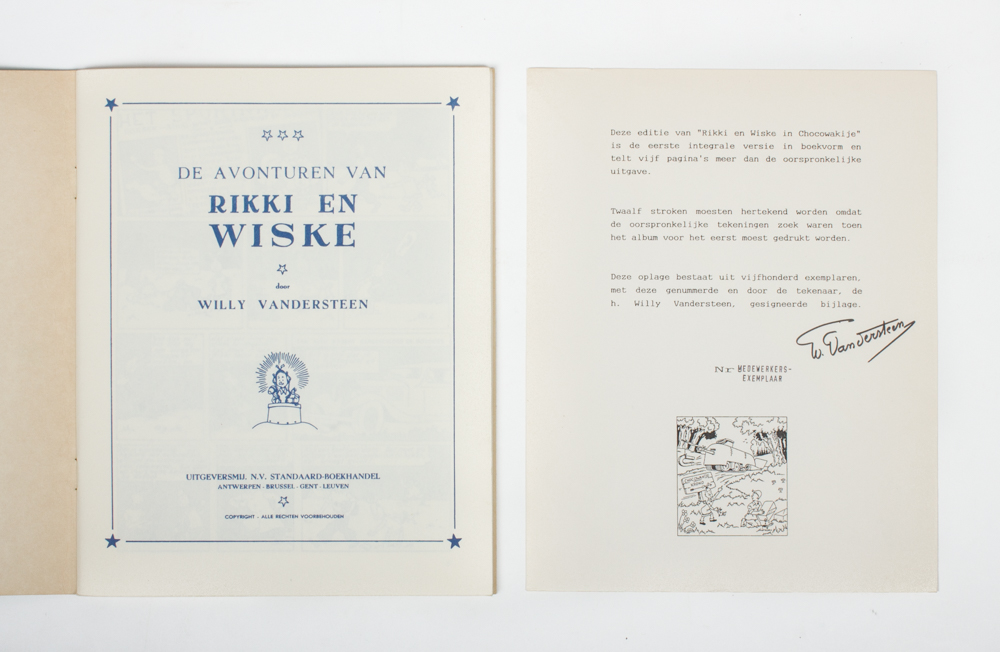 DE AVONTUREN VAN
RIKKI EN
WISKE
door
WILLY VANDERSTEEN
UITGEVERSMIJ. N.V. STANDAARD-BOEKHANDEL
ANTWERPEN - BRUSSEL - GENT - LEUVEN
COPYRIGHT - ALLE RECHTEN VOORBEHOUDEN
Deze editie van "Rikki en Wiske in Chocowakije"
is de eerste integrale versie in boekvorm en
telt vijf pagina's meer dan de oorspronkelijke
uitgave.
Twaalf stroken moesten hertekend worden omdat
de oorspronkelijke tekeningen zoek waren toen
het album voor het eerst moest gedrukt worden.
Deze oplage bestaat uit vijfhonderd exemplaren,
met deze genummerde en door de tekenaar, de
h. Willy Vandersteen, gesigneerde bijlage.
W. Vandersteen
Nr MEDEWERKERS-
EXEMPLAAR